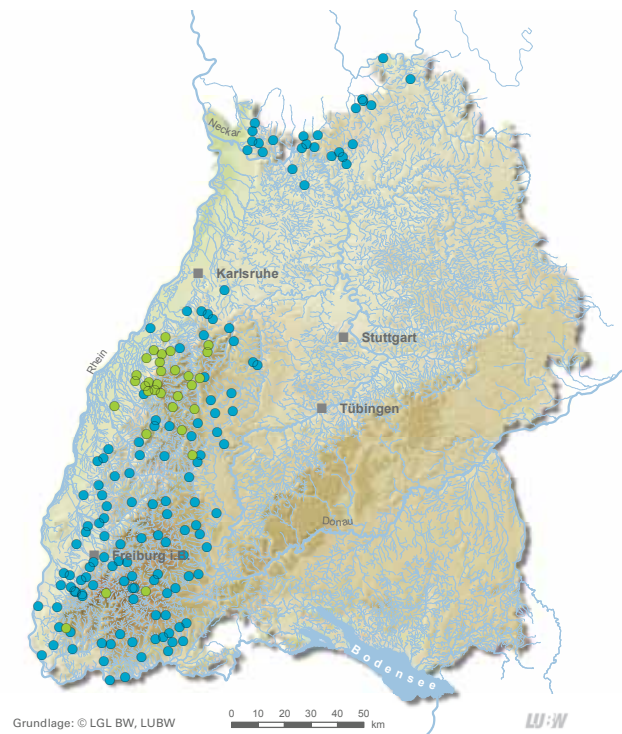 Neckar
Karlsruhe
Rhein
Stuttgart
Tübingen
Donau
Freiburg i.B.
Bodensee
Grundlage: © LGL BW, LUBW
0 10 20 30 40 50
km
LUBW